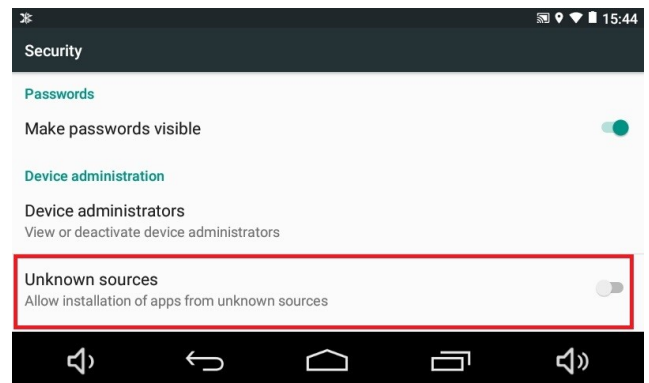 15:44
Security
Passwords
Make passwords visible
Device administration
Device administrators
View or deactivate device administrators
Unknown sources
Allow installation of apps from unknown sources